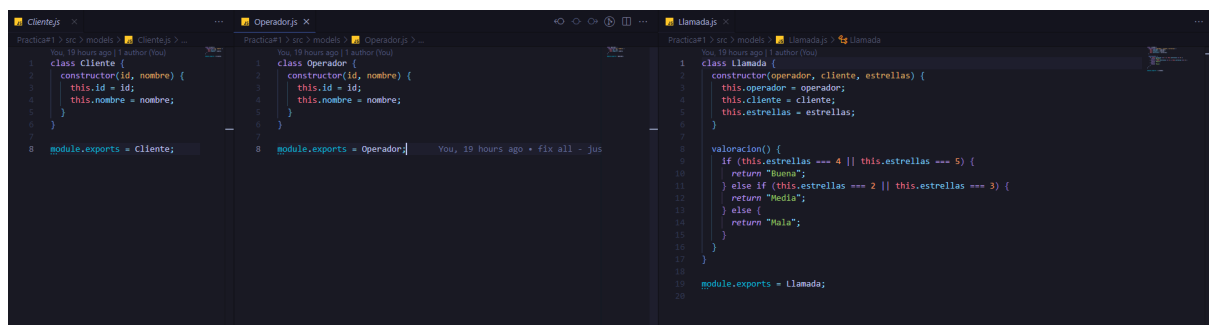 Cliente.js
Practica#1 > src > models > Cliente.js > ...
You, 19 hours ago | 1 author (You)
1 class Cliente {
2 constructor(id, nombre) {
3 this.id = id;
4 this.nombre = nombre;
5 }
6 }
7
8 module.exports = Cliente;
Operador.js
Practica#1 > src > models > Operador.js > ...
You, 19 hours ago | 1 author (You)
1 class Operador {
2 constructor(id, nombre) {
3 this.id = id;
4 this.nombre = nombre;
5 }
6 }
7
8 module.exports = Operador; You, 19 hours ago • fix all - jus
Llamada.js
Practica#1 > src > models > Llamada.js > Llamada
You, 19 hours ago | 1 author (You)
1 class Llamada {
2 constructor(operador, cliente, estrellas) {
3 this.operador = operador;
4 this.cliente = cliente;
5 this.estrellas = estrellas;
6 }
7
8 valoracion() {
9 if (this.estrellas === 4 || this.estrellas === 5) {
10 return "Buena";
11 } else if (this.estrellas === 2 || this.estrellas === 3) {
12 return "Media";
13 } else {
14 return "Mala";
15 }
16 }
17 }
18
19 module.exports = Llamada;
20